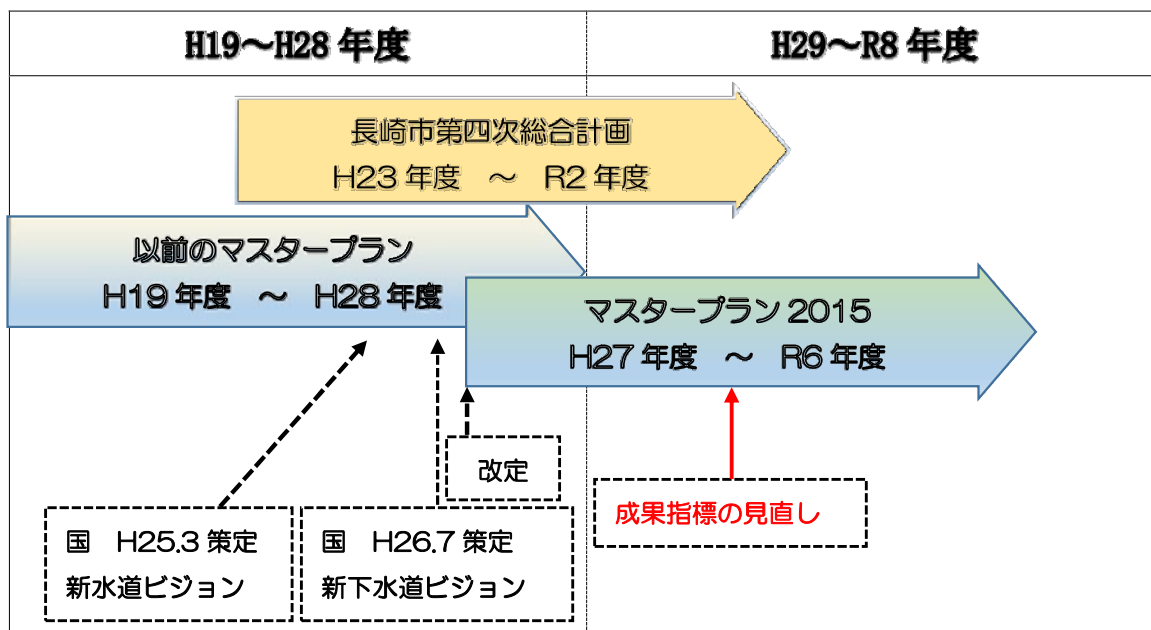 H19～H28 年度
H29～R8 年度
長崎市第四次総合計画
H23 年度　～　R2 年度
以前のマスタープラン
H19 年度　～　H28 年度
マスタープラン 2015
H27 年度　～　R6 年度
改定
成果指標の見直し
国　H25.3 策定
新水道ビジョン
国　H26.7 策定
新下水道ビジョン